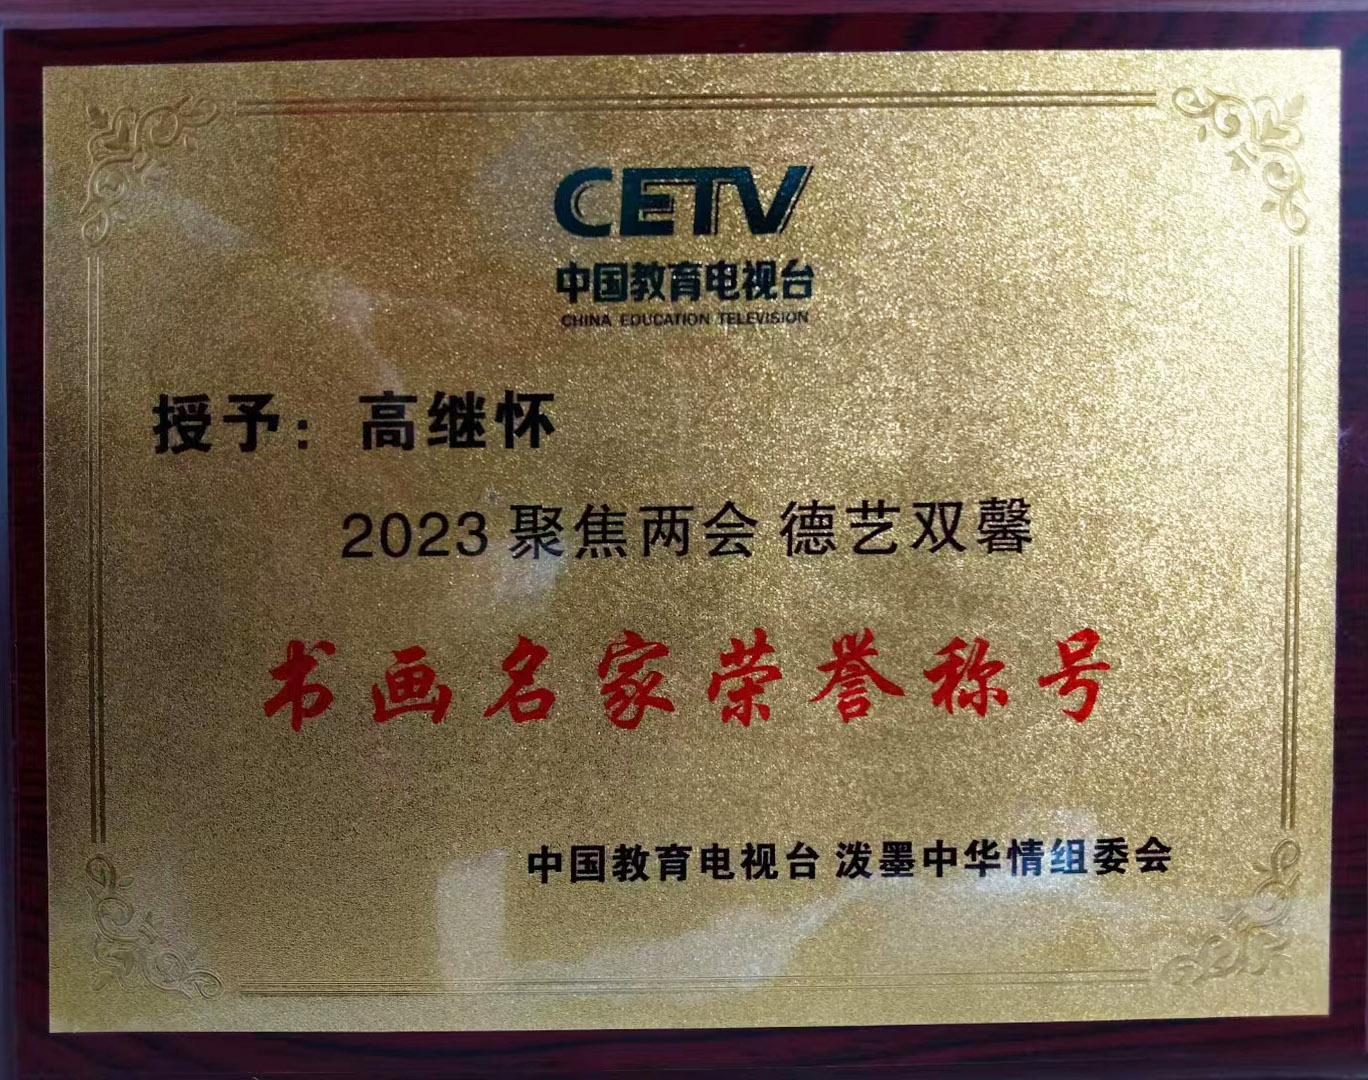 CETV
中国教育电视台
CHINA EDUCATION TELEVISION
授予：高继怀
2023 聚焦两会 德艺双馨
书画名家荣誉称号
中国教育电视台 泼墨中华情组委会